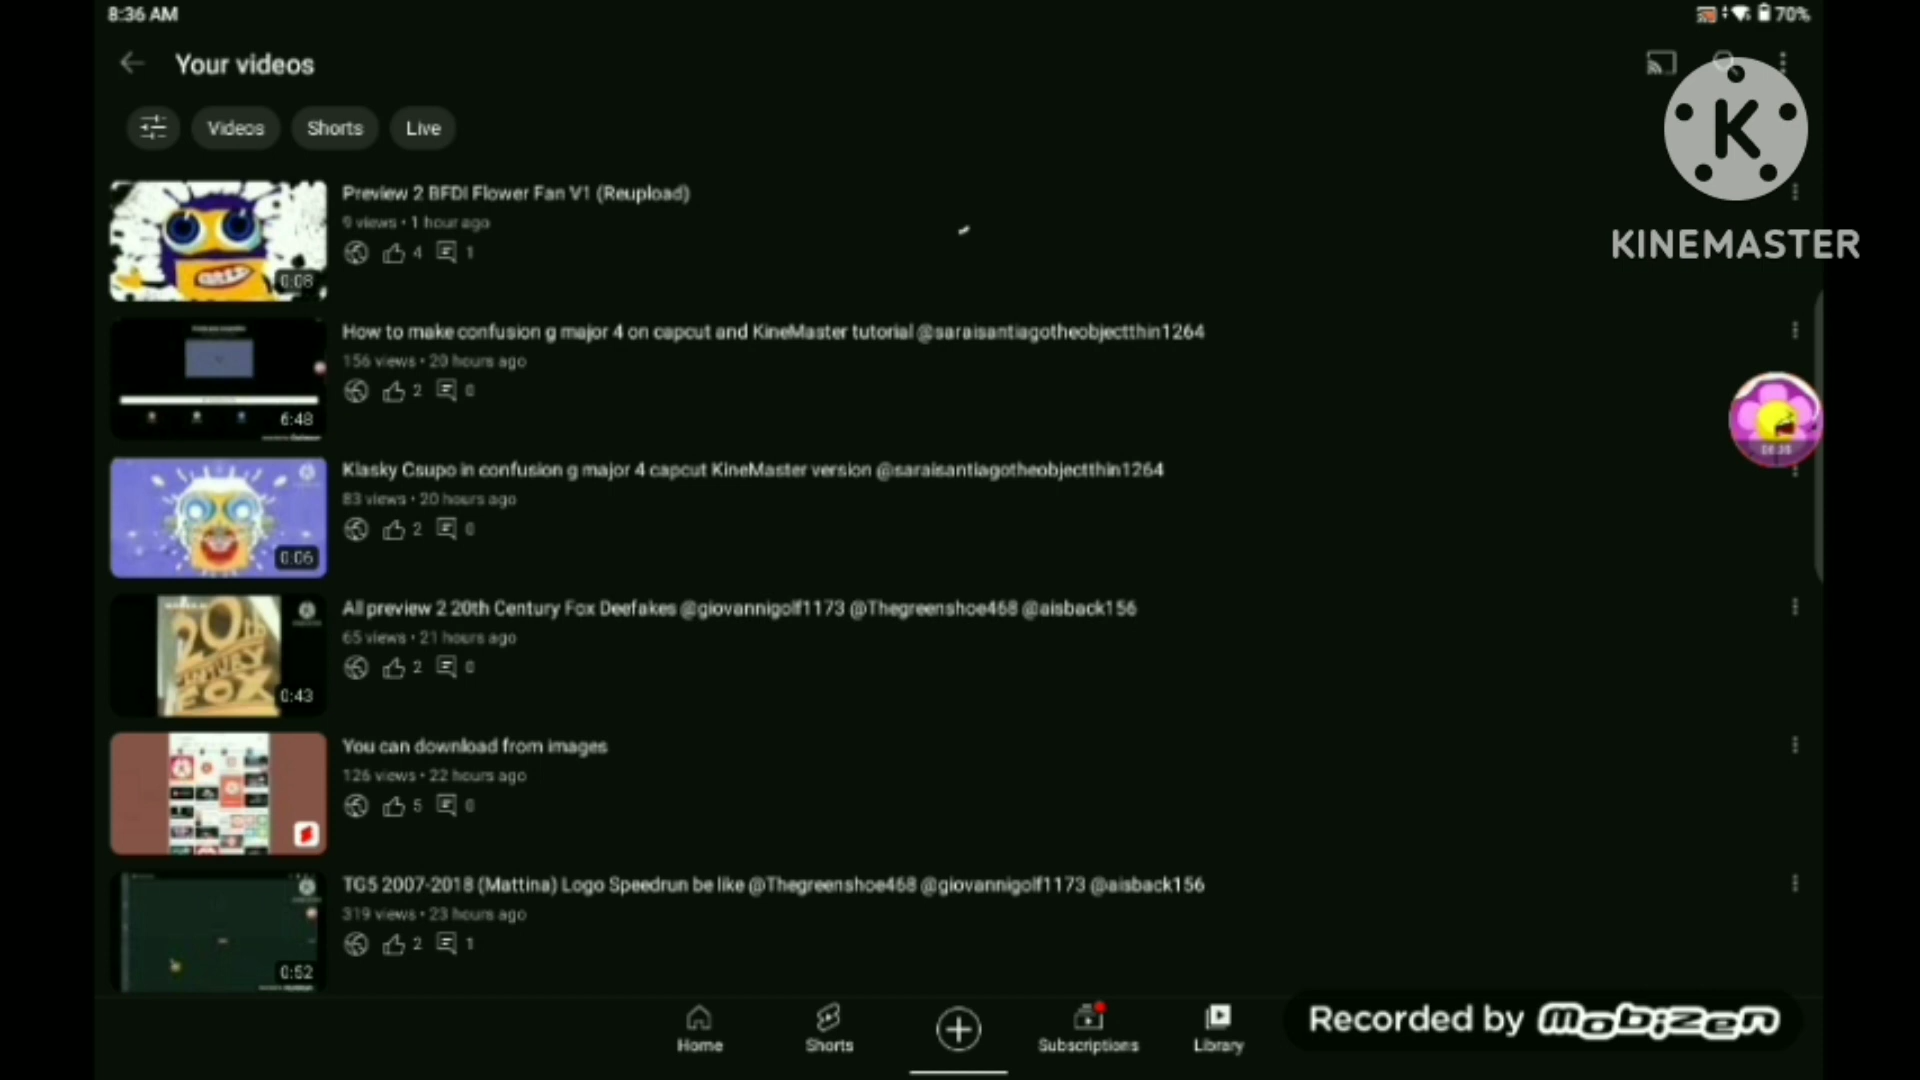 8:36 AM
70%
Your videos
Videos
Shorts
Live
K
KINEMASTER
Preview 2 BFDI Flower Fan V1 (Reupload)
9 views • 1 hour ago
4
1
0:08
How to make confusion g major 4 on capcut and KineMaster tutorial @saraisantiagotheobjectthin1264
156 views • 20 hours ago
2
0
6:48
Klasky Csupo in confusion g major 4 capcut KineMaster version @saraisantiagotheobjectthin1264
83 views • 20 hours ago
2
0
0:06
All preview 2 20th Century Fox Deefakes @giovannigolf1173 @Thegreenshoe468 @aisback156
65 views • 21 hours ago
2
0
20th
CENTURY
FOX
0:43
You can download from images
126 views • 22 hours ago
5
0
TG5 2007-2018 (Mattina) Logo Speedrun be like @Thegreenshoe468 @giovannigolf1173 @aisback156
319 views • 23 hours ago
2
1
0:52
Home
Shorts
Subscriptions
Library
Recorded by mobizen